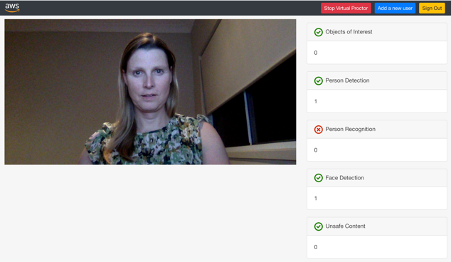 aws
Stop Virtual Proctor
Add a new user
Sign Out
Objects of Interest
0
Person Detection
1
Person Recognition
0
Face Detection
1
Unsafe Content
0